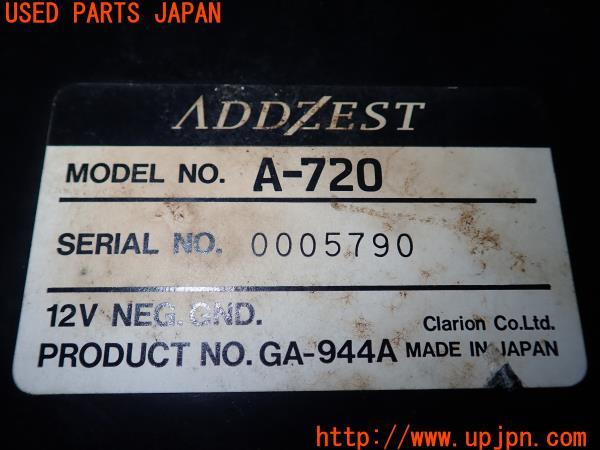 USED PARTS JAPAN
ADDZEST
MODEL NO. A-720
SERIAL NO. 0005790
12V NEG. GND.
Clarion Co.Ltd.
PRODUCT NO. GA-944A MADE IN JAPAN
http://www.upjpn.com/